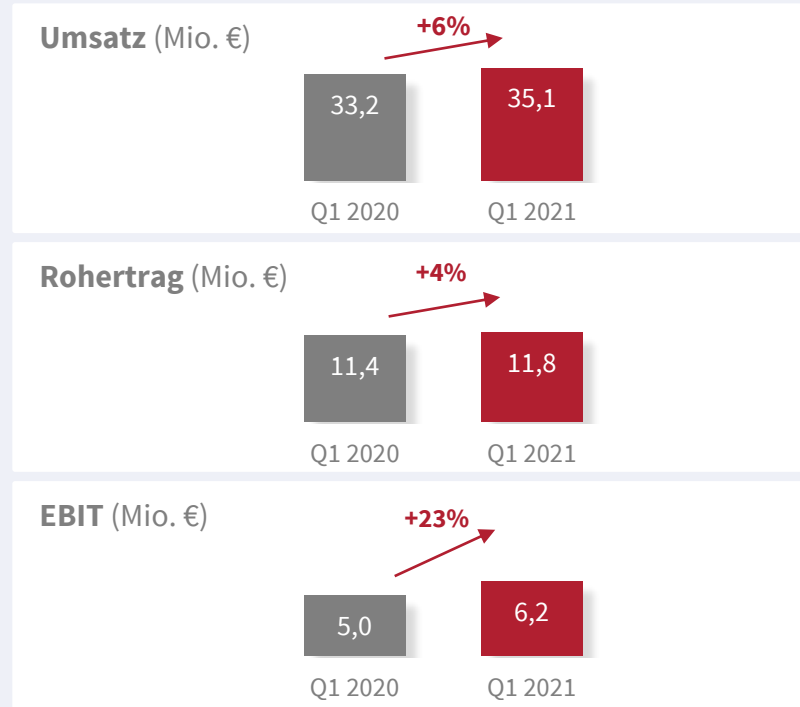 Umsatz (Mio. €)
+6%
33,2
35,1
Q1 2020
Q1 2021
Rohertrag (Mio. €)
+4%
11,4
11,8
Q1 2020
Q1 2021
EBIT (Mio. €)
+23%
5,0
6,2
Q1 2020
Q1 2021